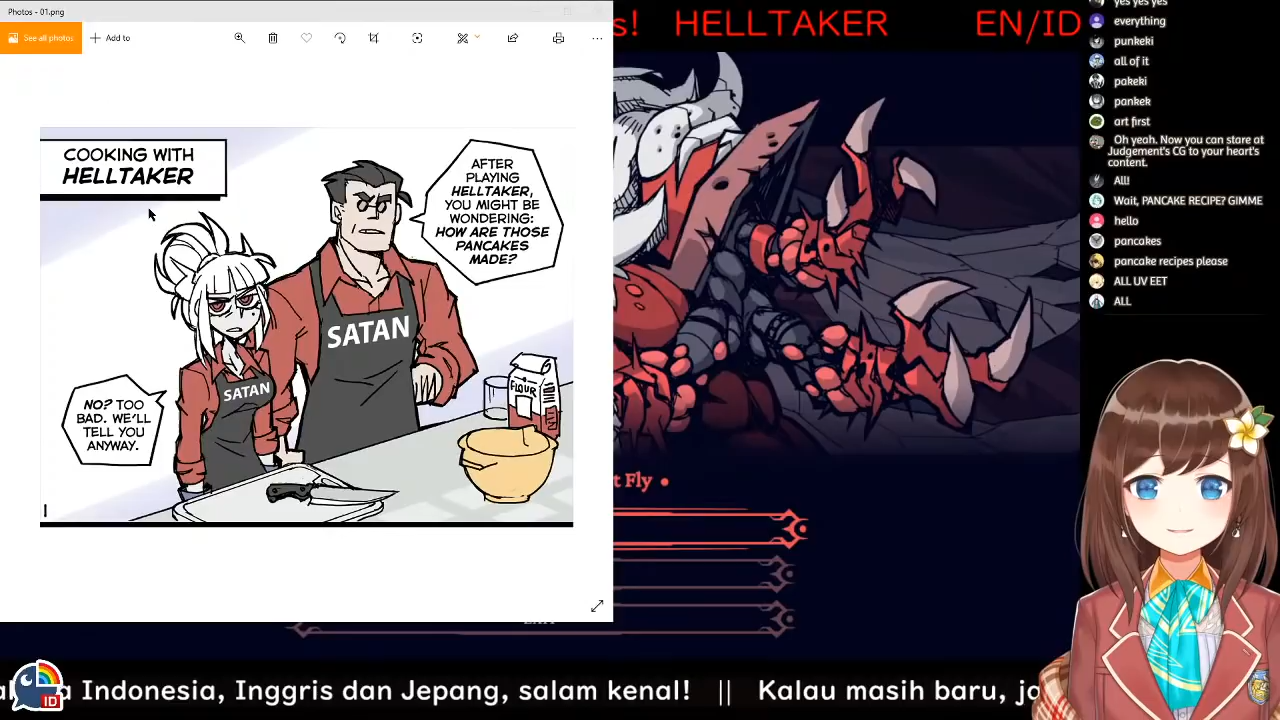 Photos - 01.png
See all photos
Add to
s! HELLTAKER EN/ID
COOKING WITH
HELLTAKER
AFTER
PLAYING
HELLTAKER,
YOU MIGHT BE
WONDERING:
HOW ARE THOSE
PANCAKES
MADE?
SATAN
SATAN
FLOUR
NO? TOO
BAD. WE'LL
TELL YOU
ANYWAY.
t Fly
yes yes yes
everything
punkeki
all of it
pakeki
pankek
art first
Oh yeah. Now you can stare at
Judgement's CG to your heart's
content.
All!
Wait, PANCAKE RECIPE? GIMME
hello
pancakes
pancake recipes please
ALL UV EET
ALL
Indonesia, Inggris dan Jepang, salam kenal! || Kalau masih baru, ja
ID